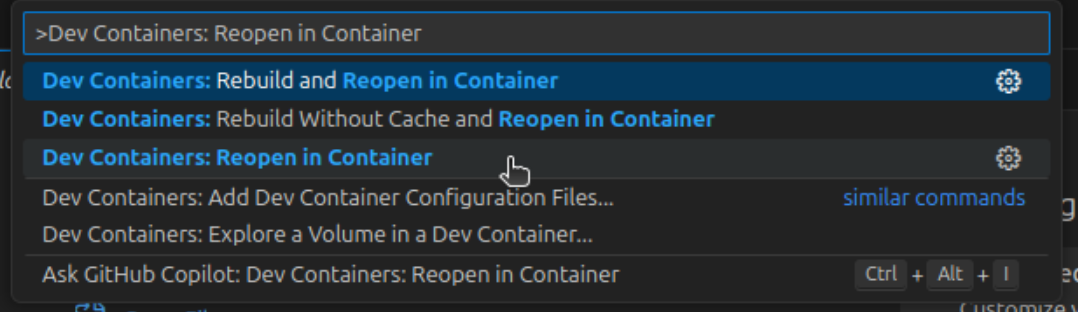 >Dev Containers: Reopen in Container
Dev Containers: Rebuild and Reopen in Container
Dev Containers: Rebuild Without Cache and Reopen in Container
Dev Containers: Reopen in Container
Dev Containers: Add Dev Container Configuration Files... similar commands
Dev Containers: Explore a Volume in a Dev Container...
Ask GitHub Copilot: Dev Containers: Reopen in Container Ctrl + Alt + I
Customize